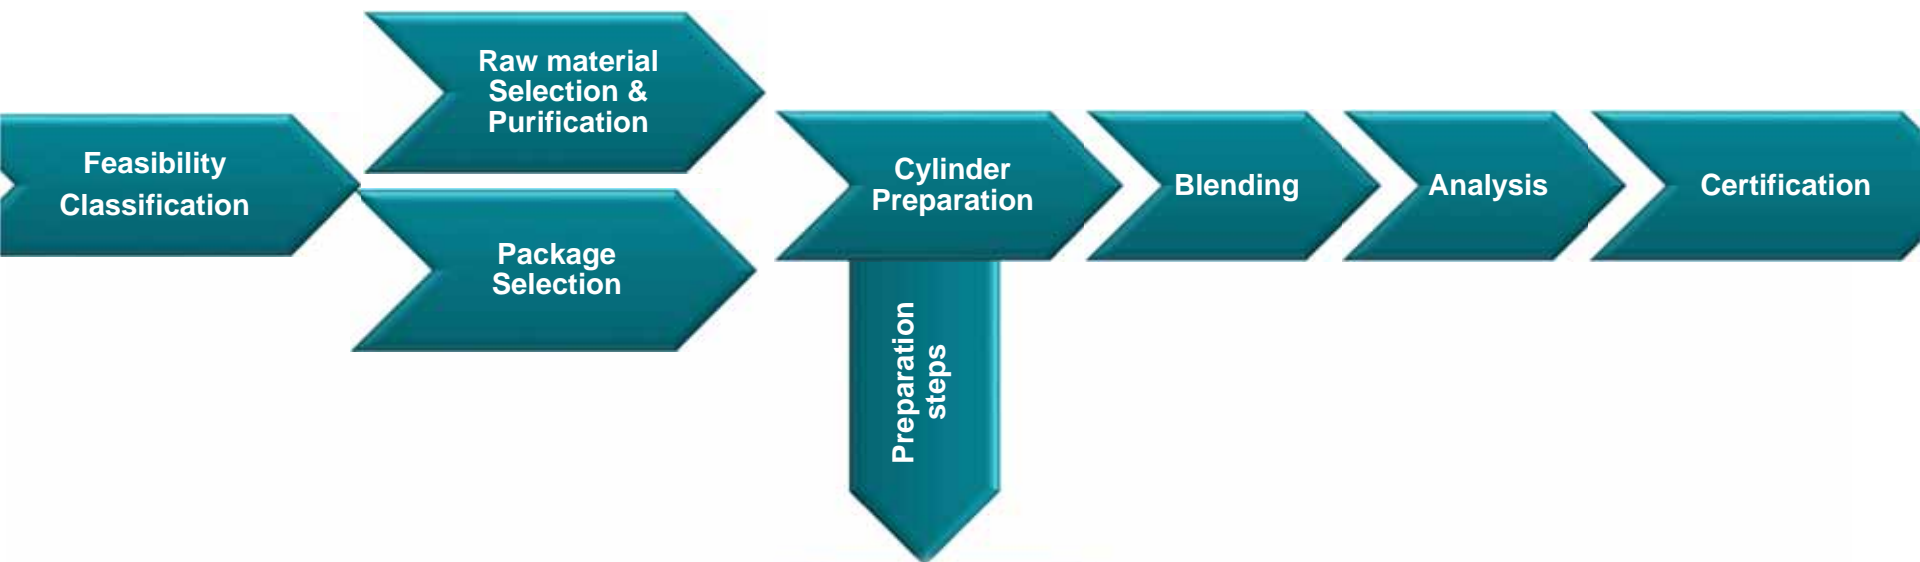 Feasibility
Classification
Raw material
Selection &
Purification
Package
Selection
Cylinder
Preparation
Preparation
steps
Blending
Analysis
Certification